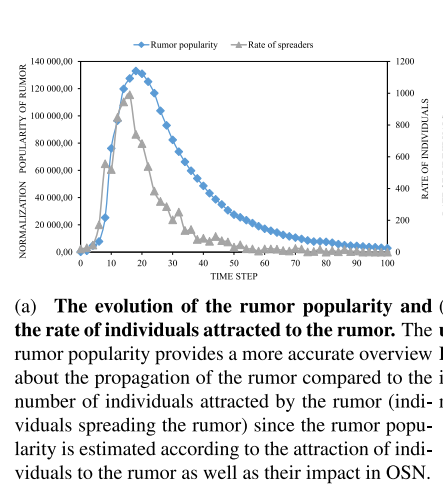 Rumor popularity Rate of spreaders
NORMALIZATION POPULARITY OF RUMOR
140 000,00
120 000,00
100 000,00
80 000,00
60 000,00
40 000,00
20 000,00
0,00
1200
1000
800
600
400
200
0
RATE OF INDIVIDUALS
0 10 20 30 40 50 60 70 80 90 100
TIME STEP
(a) The evolution of the rumor popularity and (
the rate of individuals attracted to the rumor. The
rumor popularity provides a more accurate overview
about the propagation of the rumor compared to the
number of individuals attracted by the rumor (indi-
viduals spreading the rumor) since the rumor popu-
larity is estimated according to the attraction of indi-
viduals to the rumor as well as their impact in OSN.